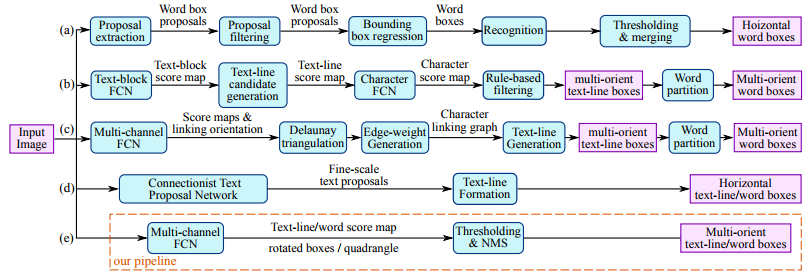 Input
Image
(a)
Proposal
extraction
Word box
proposals
Proposal
filtering
Word box
proposals
Bounding
box regression
Word
boxes
Recognition
Thresholding
& merging
Hoizontal
word boxes
(b)
Text-block
FCN
Text-block
score map
Text-line
candidate
generation
Text-line
score map
Character
FCN
Character
score map
Rule-based
filtering
multi-orient
text-line boxes
Word
partition
Multi-orient
word boxes
(c)
Multi-channel
FCN
Score maps &
linking orientation
Delaunay
triangulation
Edge-weight
Generation
Character
linking graph
Text-line
Generation
multi-orient
text-line boxes
Word
partition
Multi-orient
word boxes
(d)
Connectionist Text
Proposal Network
Fine-scale
text proposals
Text-line
Formation
Horizontal
text-line/word boxes
(e)
Multi-channel
FCN
Text-line/word score map
rotated boxes / quadrangle
Thresholding
& NMS
Multi-orient
text-line/word boxes
our pipeline